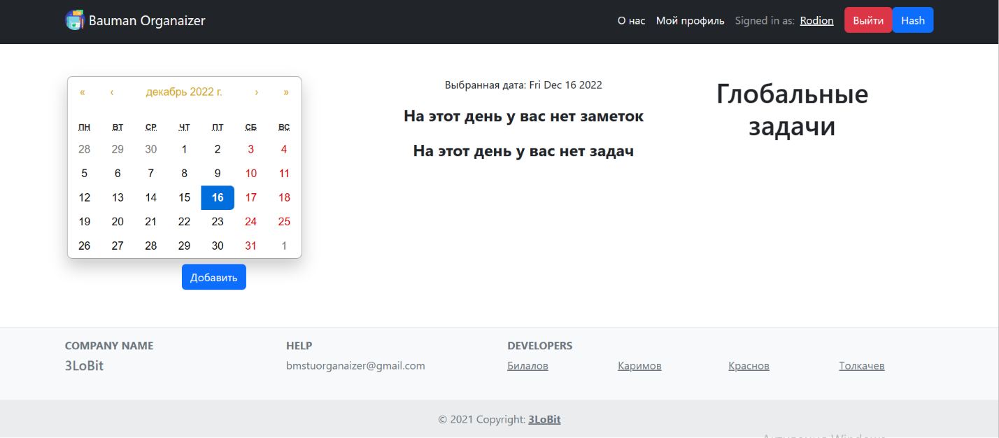 Bauman Organaizer
О нас Мой профиль Signed in as: Rodion Выйти Hash
« ‹ декабрь 2022 г. › »
ПН ВТ СР ЧТ ПТ СБ ВС
28 29 30 1 2 3 4
5 6 7 8 9 10 11
12 13 14 15 16 17 18
19 20 21 22 23 24 25
26 27 28 29 30 31 1
Добавить
Выбранная дата: Fri Dec 16 2022
На этот день у вас нет заметок
На этот день у вас нет задач
Глобальные
задачи
COMPANY NAME
3LoBit
HELP
bmstuorganaizer@gmail.com
DEVELOPERS
Билалов Каримов Краснов Толкачев
© 2021 Copyright: 3LoBit
Активация Windows